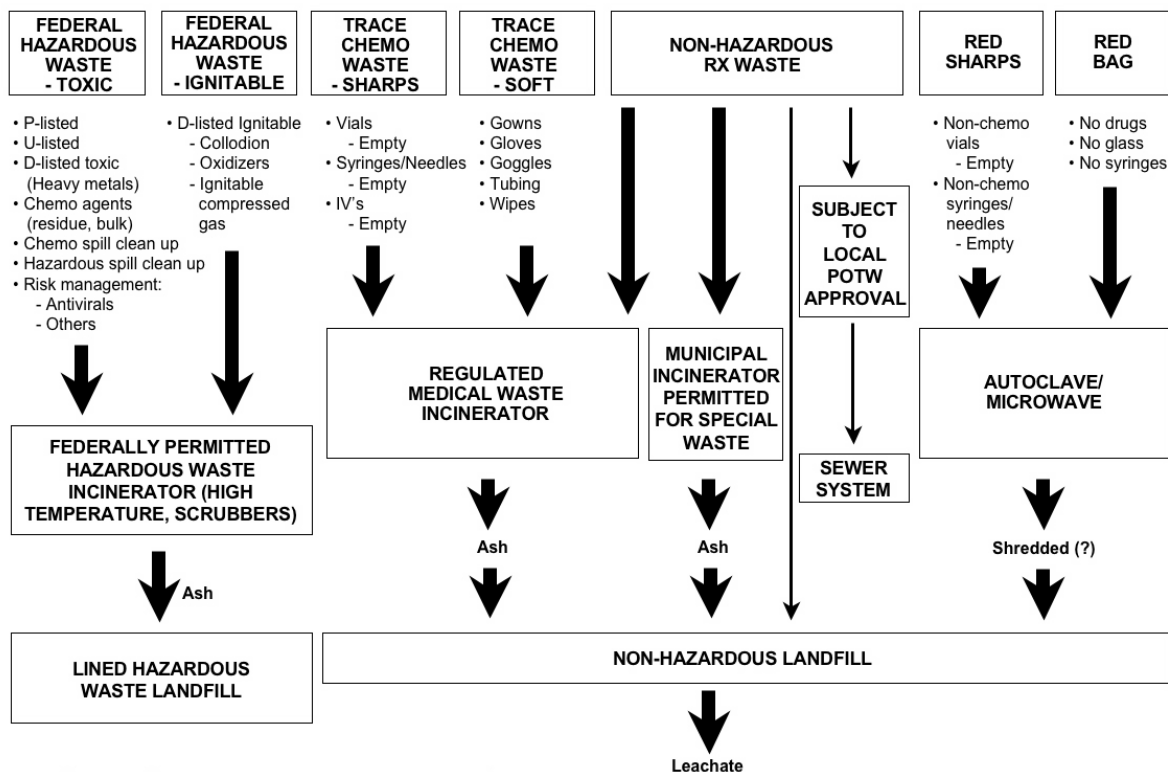 FEDERAL
HAZARDOUS
WASTE
- TOXIC
FEDERAL
HAZARDOUS
WASTE
- IGNITABLE
TRACE
CHEMO
WASTE
- SHARPS
TRACE
CHEMO
WASTE
- SOFT
NON-HAZARDOUS
RX WASTE
RED
SHARPS
RED
BAG
• P-listed
• U-listed
• D-listed toxic
(Heavy metals)
• Chemo agents
(residue, bulk)
• Chemo spill clean up
• Hazardous spill clean up
• Risk management:
- Antivirals
- Others
• D-listed Ignitable
- Collodion
- Oxidizers
- Ignitable
compressed
gas
• Vials
- Empty
• Syringes/Needles
- Empty
• IV's
- Empty
• Gowns
• Gloves
• Goggles
• Tubing
• Wipes
SUBJECT
TO
LOCAL
POTW
APPROVAL
• Non-chemo
vials
- Empty
• Non-chemo
syringes/
needles
- Empty
• No drugs
• No glass
• No syringes
FEDERALLY PERMITTED
HAZARDOUS WASTE
INCINERATOR (HIGH
TEMPERATURE, SCRUBBERS)
REGULATED
MEDICAL WASTE
INCINERATOR
MUNICIPAL
INCINERATOR
PERMITTED
FOR SPECIAL
WASTE
SEWER
SYSTEM
AUTOCLAVE/
MICROWAVE
Ash
Ash
Ash
Shredded (?)
LINED HAZARDOUS
WASTE LANDFILL
NON-HAZARDOUS LANDFILL
Leachate